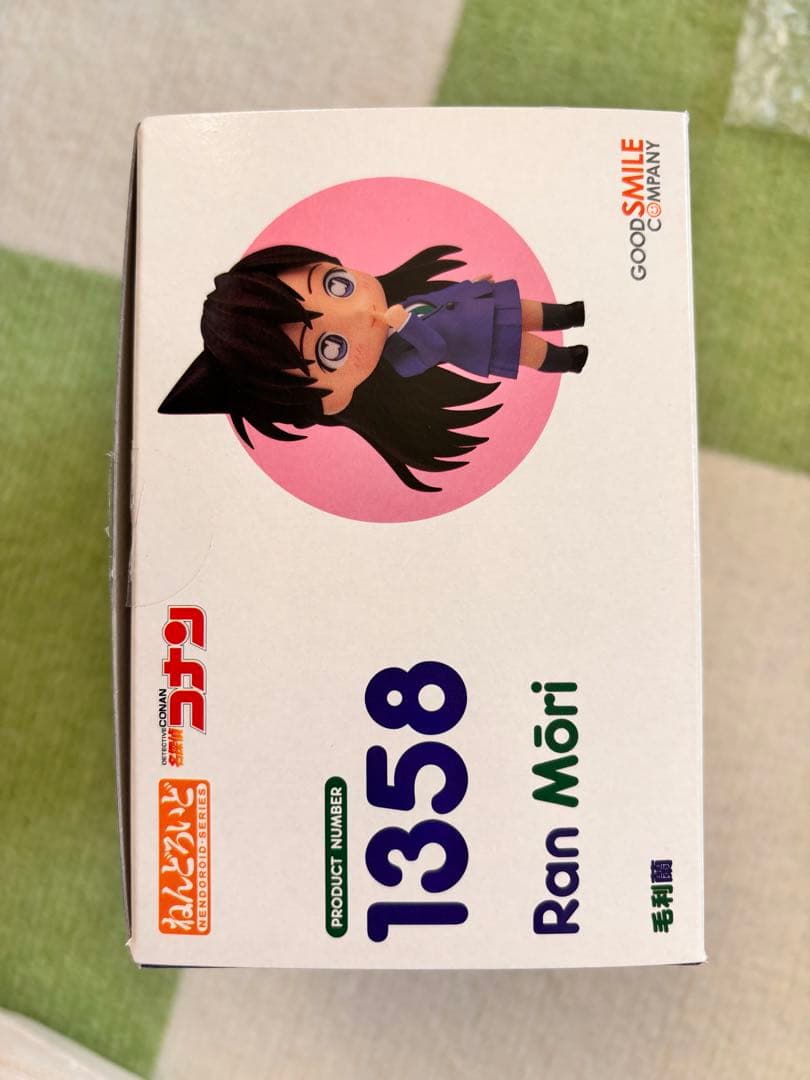 ねんどろいど
NENDOROID-SERIES
DETECTIVE CONAN
名探偵
コナン
PRODUCT NUMBER
1358
Ran Mōri
毛利蘭
GOOD SMILE
COMPANY